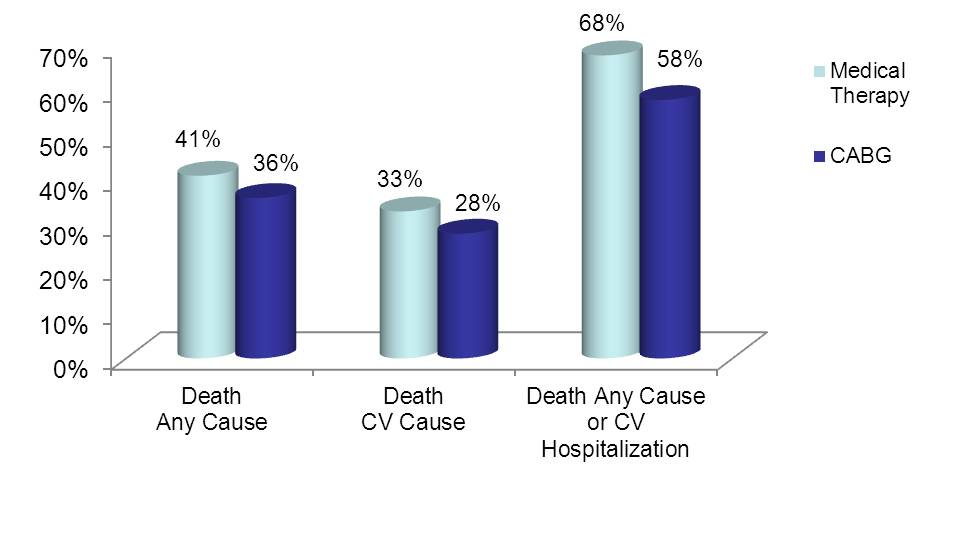 68%
58%
41%
36%
33%
28%
70%
60%
50%
40%
30%
20%
10%
0%
Death
Any Cause
Death
CV Cause
Death Any Cause
or CV
Hospitalization
Medical
Therapy
CABG